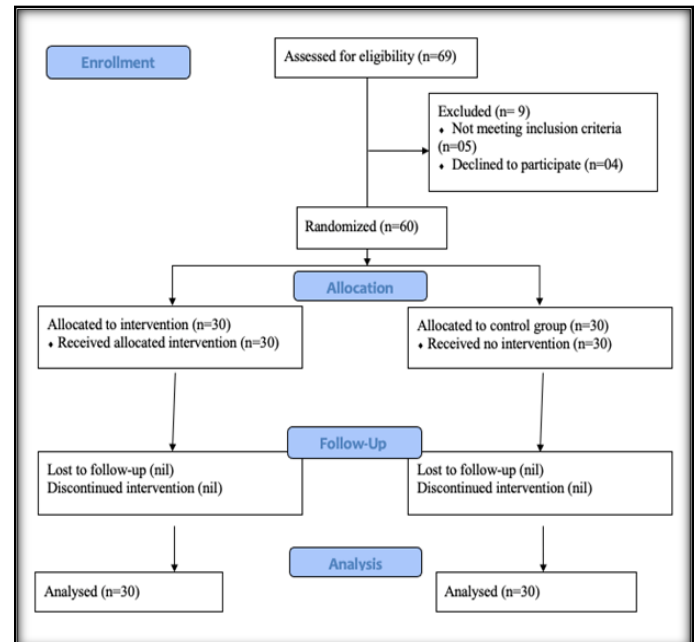 Enrollment
Assessed for eligibility (n=69)
Excluded (n= 9)
♦ Not meeting inclusion criteria
(n=05)
♦ Declined to participate (n=04)
Randomized (n=60)
Allocation
Allocated to intervention (n=30)
♦ Received allocated intervention (n=30)
Allocated to control group (n=30)
♦ Received no intervention (n=30)
Follow-Up
Lost to follow-up (nil)
Discontinued intervention (nil)
Lost to follow-up (nil)
Discontinued intervention (nil)
Analysis
Analysed (n=30)
Analysed (n=30)